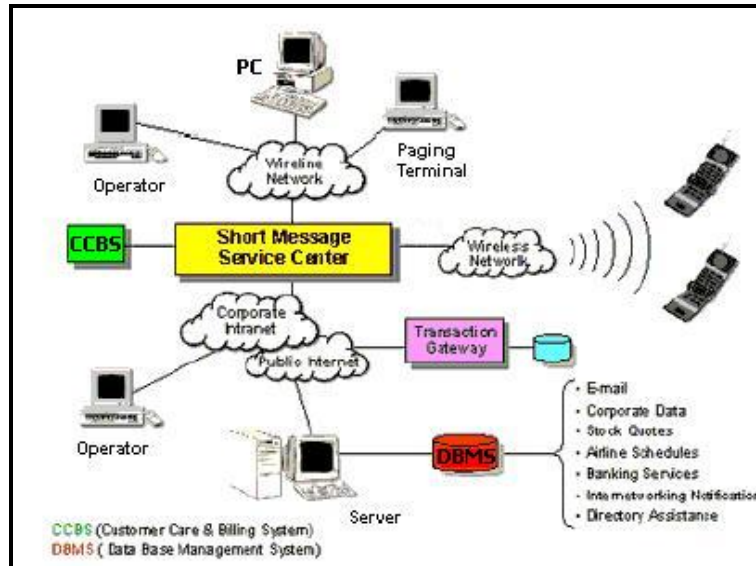 PC
Operator
Wireline
Network
Paging
Terminal
CCBS
Short Message
Service Center
Wireless
Network
Corporate
Intranet
Public Internet
Transaction
Gateway
Operator
Server
DBMS
• E-mail
• Corporate Data
• Stock Quotes
• Airline Schedules
• Banking Services
• Internetworking Notification
• Directory Assistance
CCBS (Customer Care & Billing System)
DBMS ( Data Base Management System)